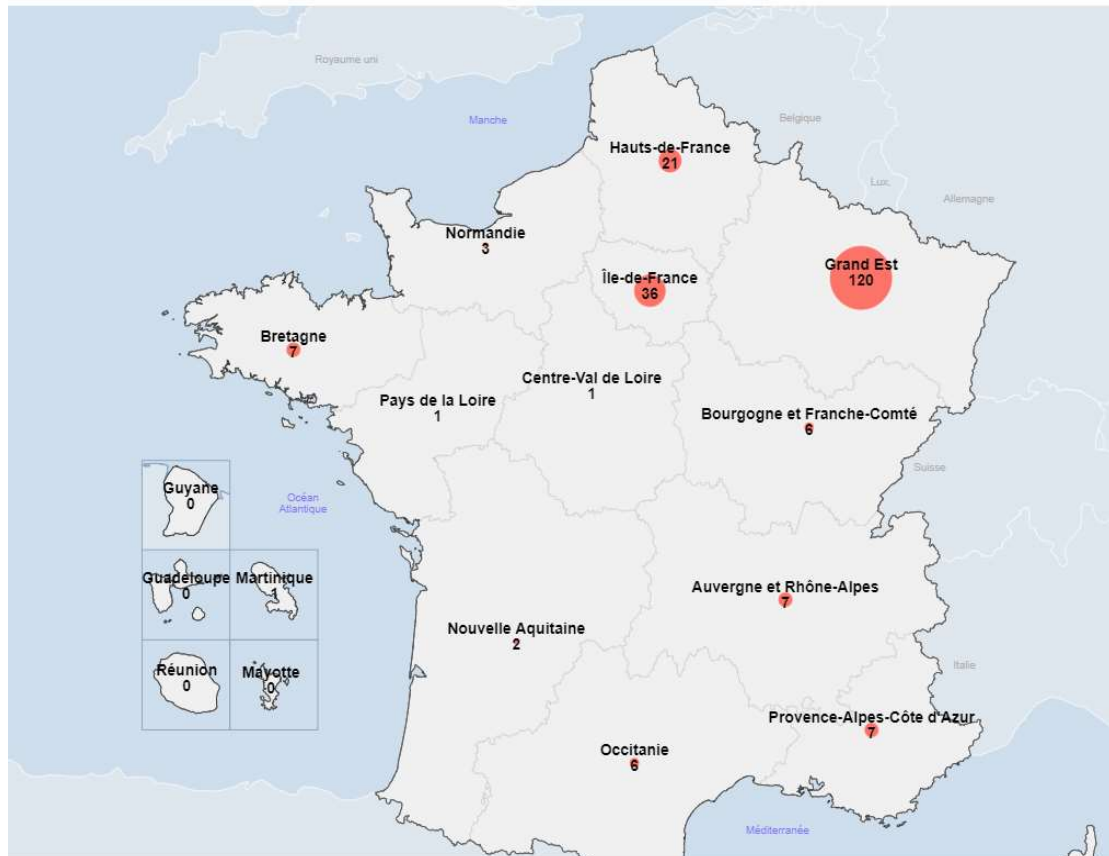 Royaume uni
Manche
Belgique
Hauts-de-France
21
Lux.
Allemagne
Normandie
3
Grand Est
120
Île-de-France
36
Bretagne
7
Centre-Val de Loire
1
Pays de la Loire
1
Bourgogne et Franche-Comté
6
Suisse
Guyane
0
Océan
Atlantique
Guadeloupe
0
Martinique
1
Auvergne et Rhône-Alpes
7
Nouvelle Aquitaine
2
Réunion
0
Mayotte
0
Italie
Provence-Alpes-Côte d'Azur
7
Occitanie
6
Méditerranée